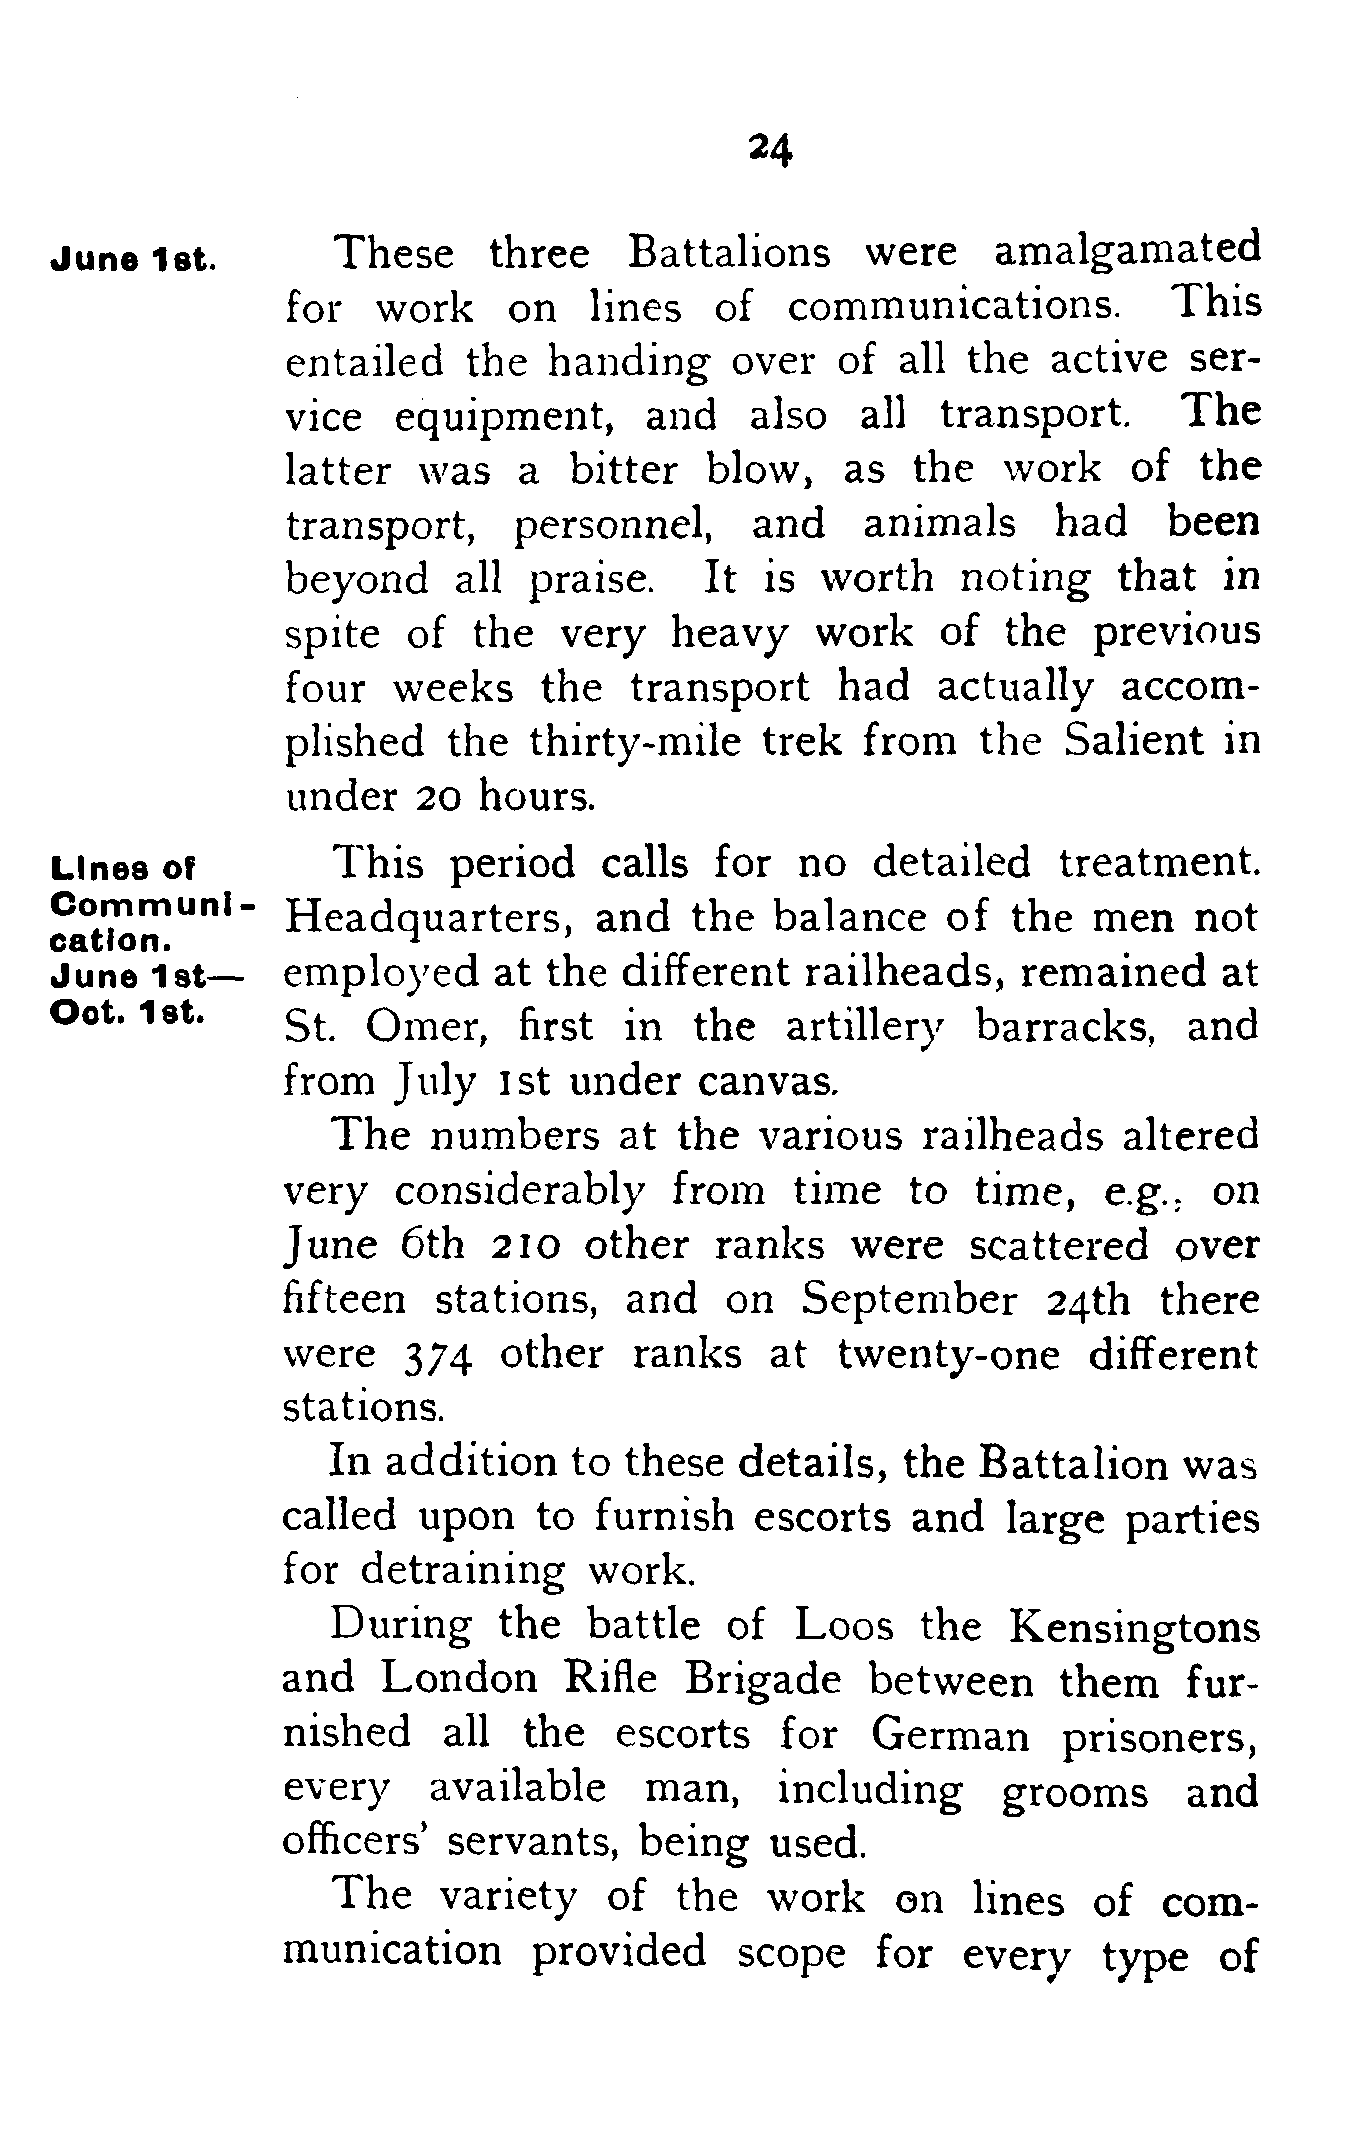 24
June 1st.
These three Battalions were amalgamated
for work on lines of communications. This
entailed the handing over of all the active ser-
vice equipment, and also all transport. The
latter was a bitter blow, as the work of the
transport, personnel, and animals had been
beyond all praise. It is worth noting that in
spite of the very heavy work of the previous
four weeks the transport had actually accom-
plished the thirty-mile trek from the Salient in
under 20 hours.
Lines of
Communi-
cation.
June 1st—
Oct. 1st.
This period calls for no detailed treatment.
Headquarters, and the balance of the men not
employed at the different railheads, remained at
St. Omer, first in the artillery barracks, and
from July 1st under canvas.
The numbers at the various railheads altered
very considerably from time to time, e.g., on
June 6th 210 other ranks were scattered over
fifteen stations, and on September 24th there
were 374 other ranks at twenty-one different
stations.
In addition to these details, the Battalion was
called upon to furnish escorts and large parties
for detraining work.
During the battle of Loos the Kensingtons
and London Rifle Brigade between them fur-
nished all the escorts for German prisoners,
every available man, including grooms and
officers' servants, being used.
The variety of the work on lines of com-
munication provided scope for every type of